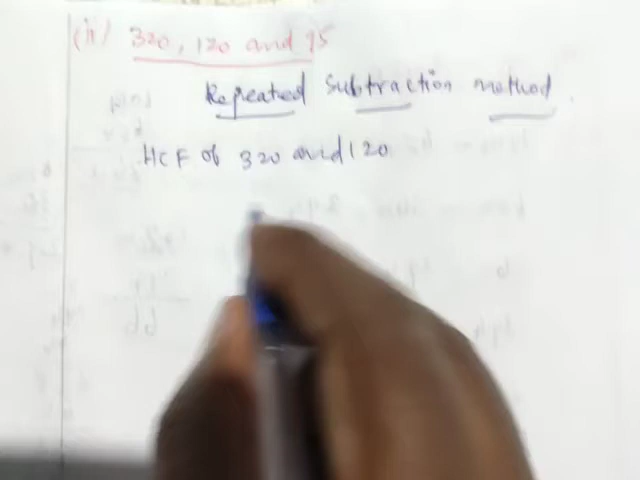 (ii) 320, 120 and 95
Repeated Subtraction method.
HCF of 320 and 120